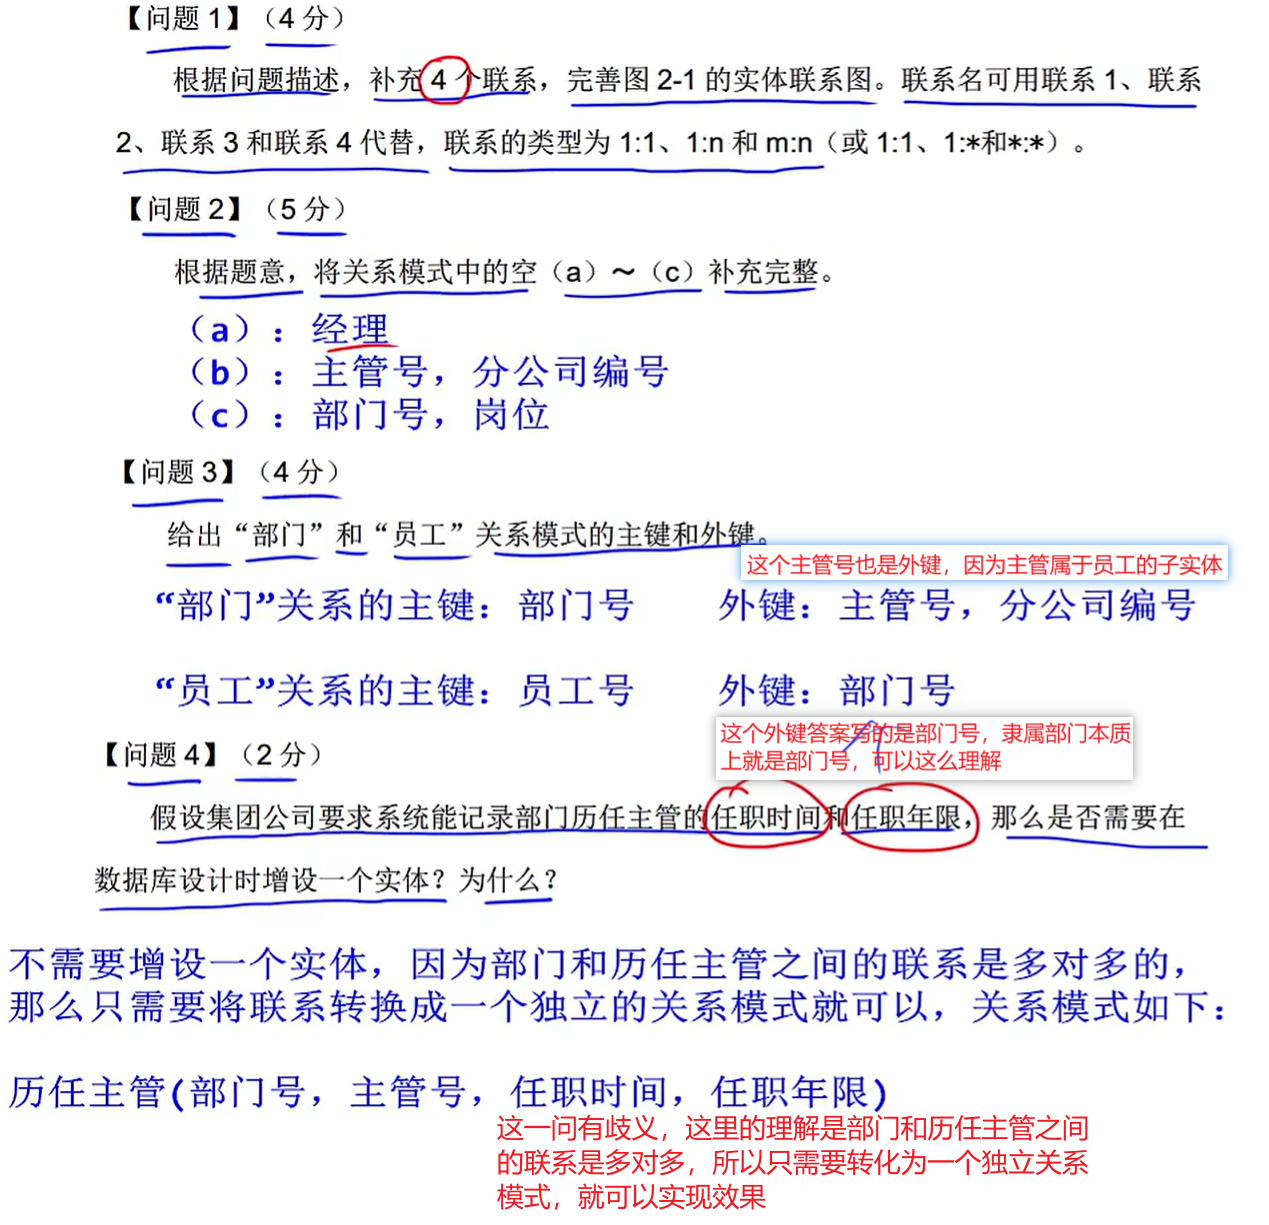 【问题 1】（4 分）
根据问题描述，补充 4 个联系，完善图 2-1 的实体联系图。联系名可用联系 1、联系
2、联系 3 和联系 4 代替，联系的类型为 1:1、1:n 和 m:n（或 1:1、1:*和*:*）。
【问题 2】（5 分）
根据题意，将关系模式中的空（a）～（c）补充完整。
（a）：经理
（b）：主管号，分公司编号
（c）：部门号，岗位
【问题 3】（4 分）
给出“部门”和“员工”关系模式的主键和外键。
这个主管号也是外键，因为主管属于员工的子实体
“部门”关系的主键：部门号 外键：主管号，分公司编号
“员工”关系的主键：员工号 外键：部门号
这个外键答案写的是部门号，隶属部门本质
上就是部门号，可以这么理解
【问题 4】（2 分）
假设集团公司要求系统能记录部门历任主管的任职时间和任职年限，那么是否需要在
数据库设计时增设一个实体？为什么？
不需要增设一个实体，因为部门和历任主管之间的联系是多对多的，
那么只需要将联系转换成一个独立的关系模式就可以，关系模式如下：
历任主管(部门号，主管号，任职时间，任职年限)
这一问有歧义，这里的理解是部门和历任主管之间
的联系是多对多，所以只需要转化为一个独立关系
模式，就可以实现效果